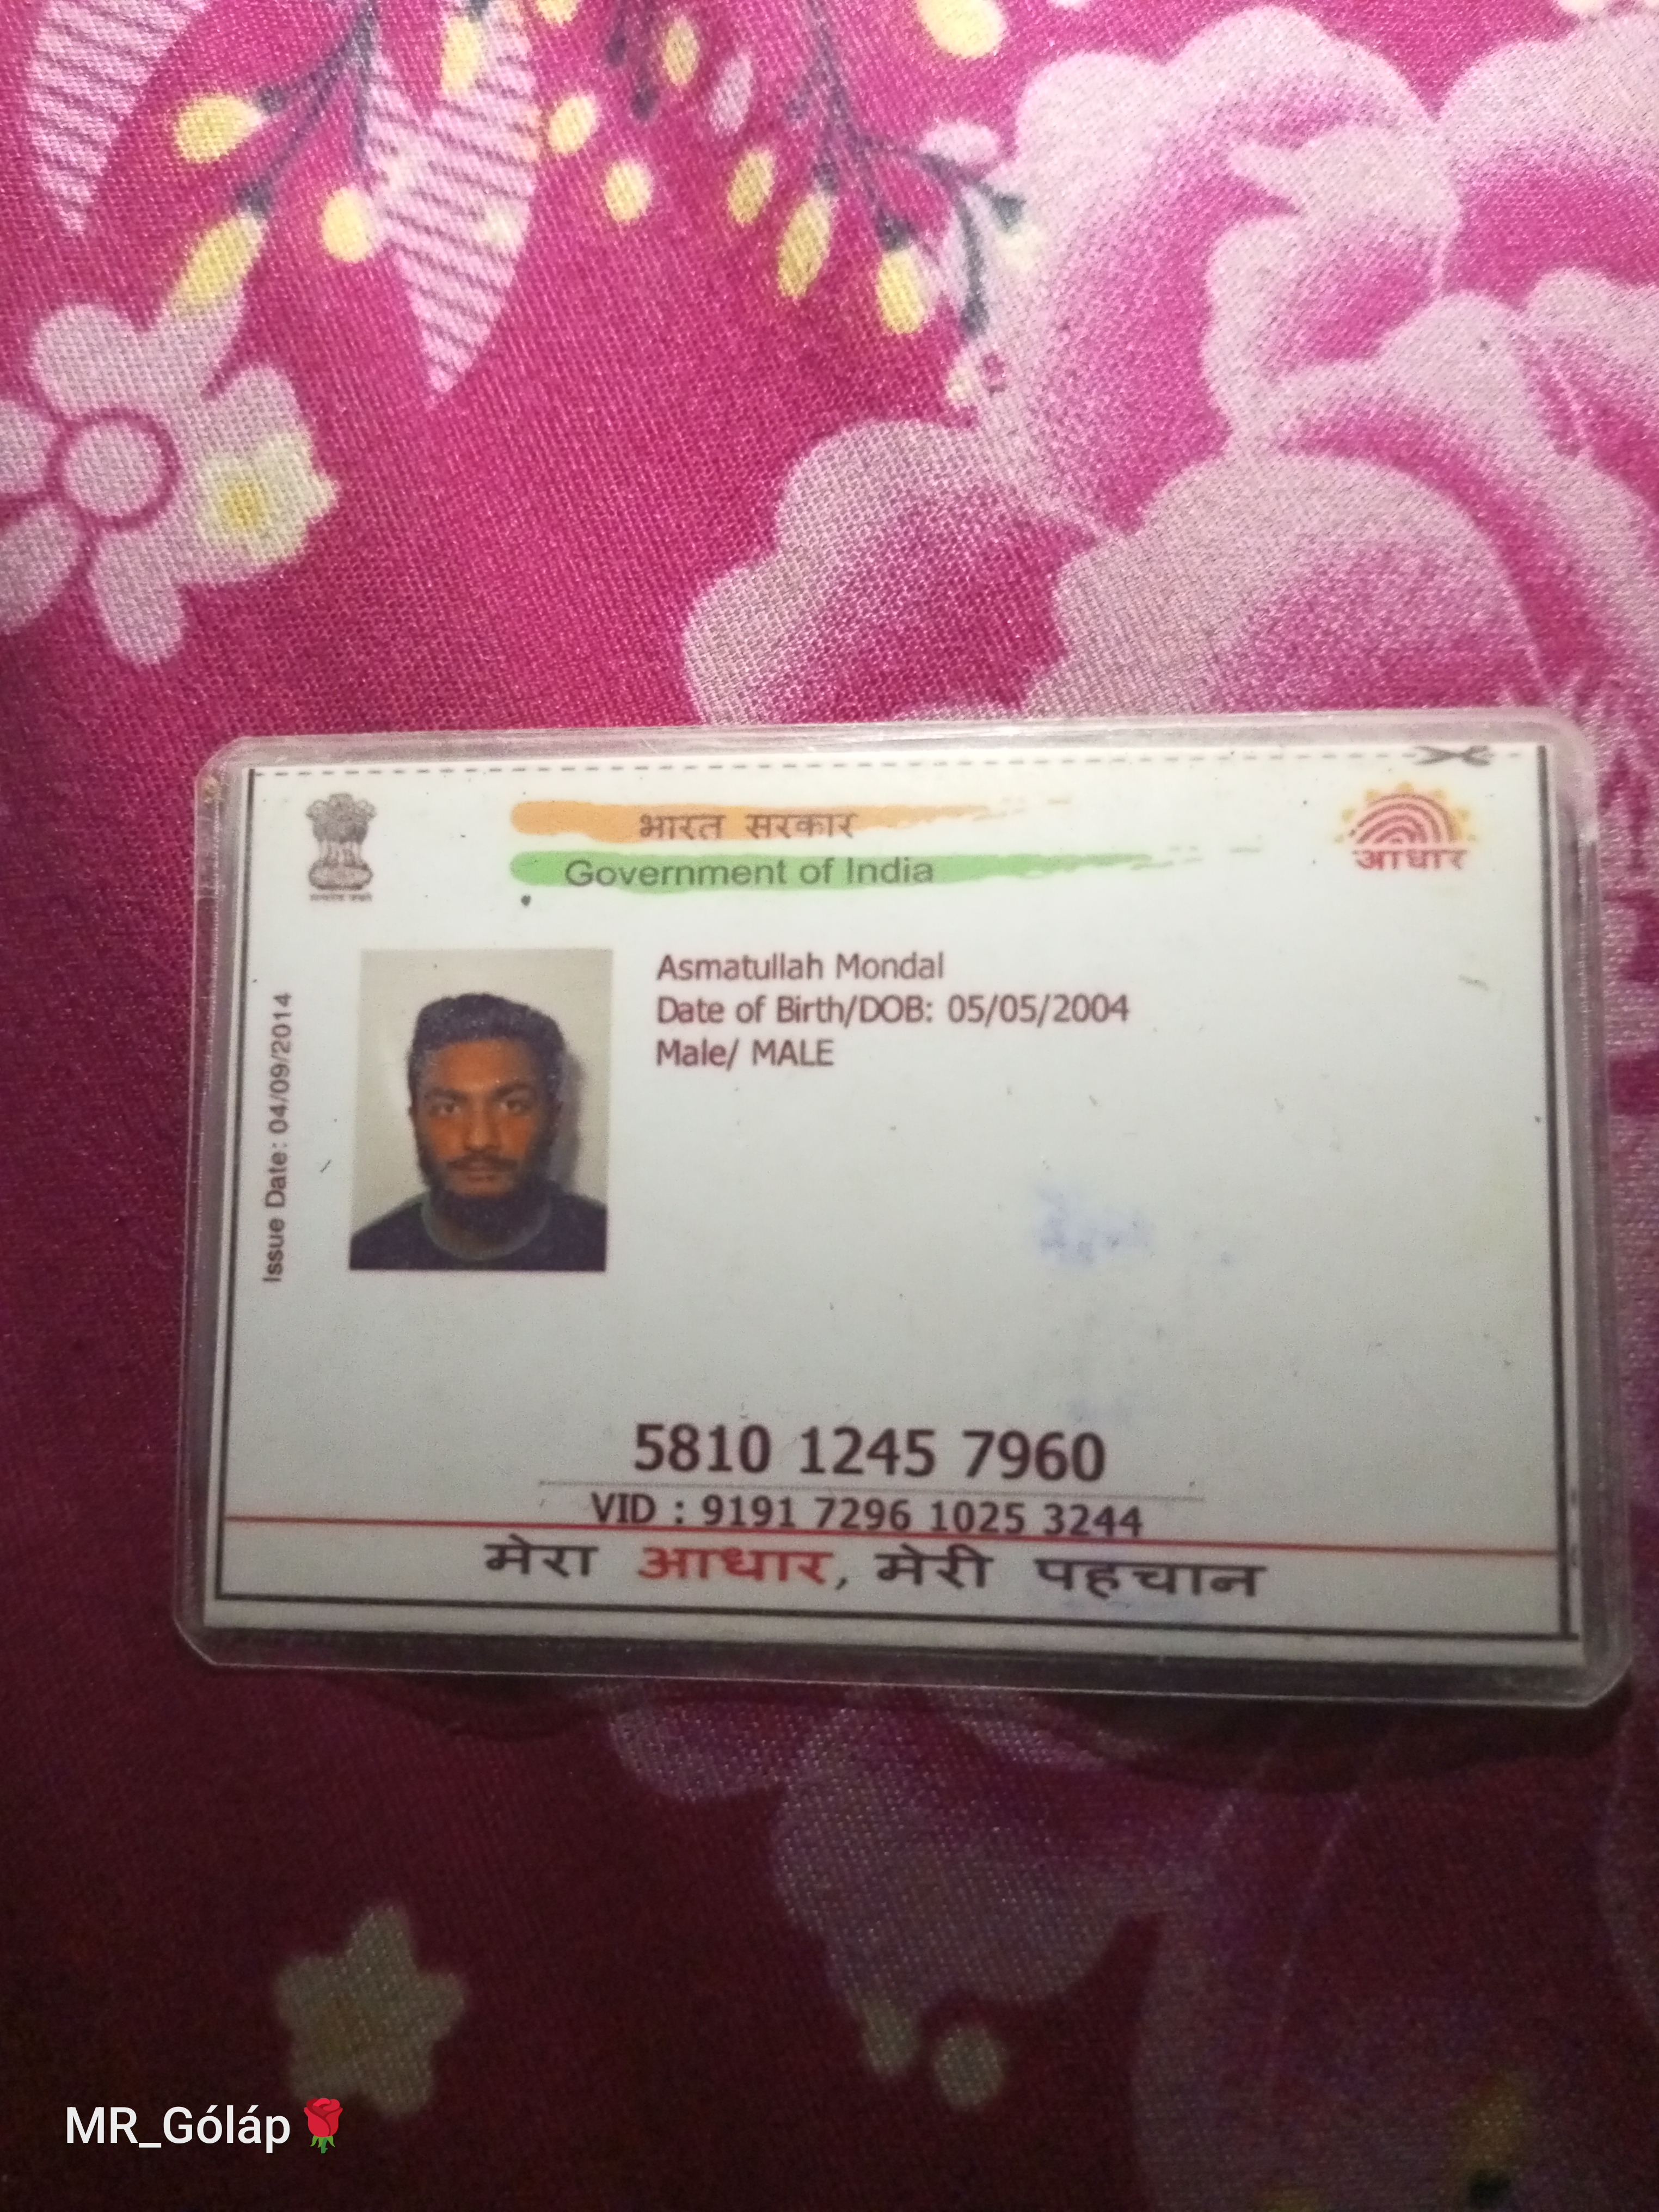 भारत सरकार
Government of India
आधार
Issue Date: 04/09/2014
Asmatullah Mondal
Date of Birth/DOB: 05/05/2004
Male/ MALE
5810 1245 7960
VID : 9191 7296 1025 3244
मेरा आधार, मेरी पहचान
MR_Góláp🌹